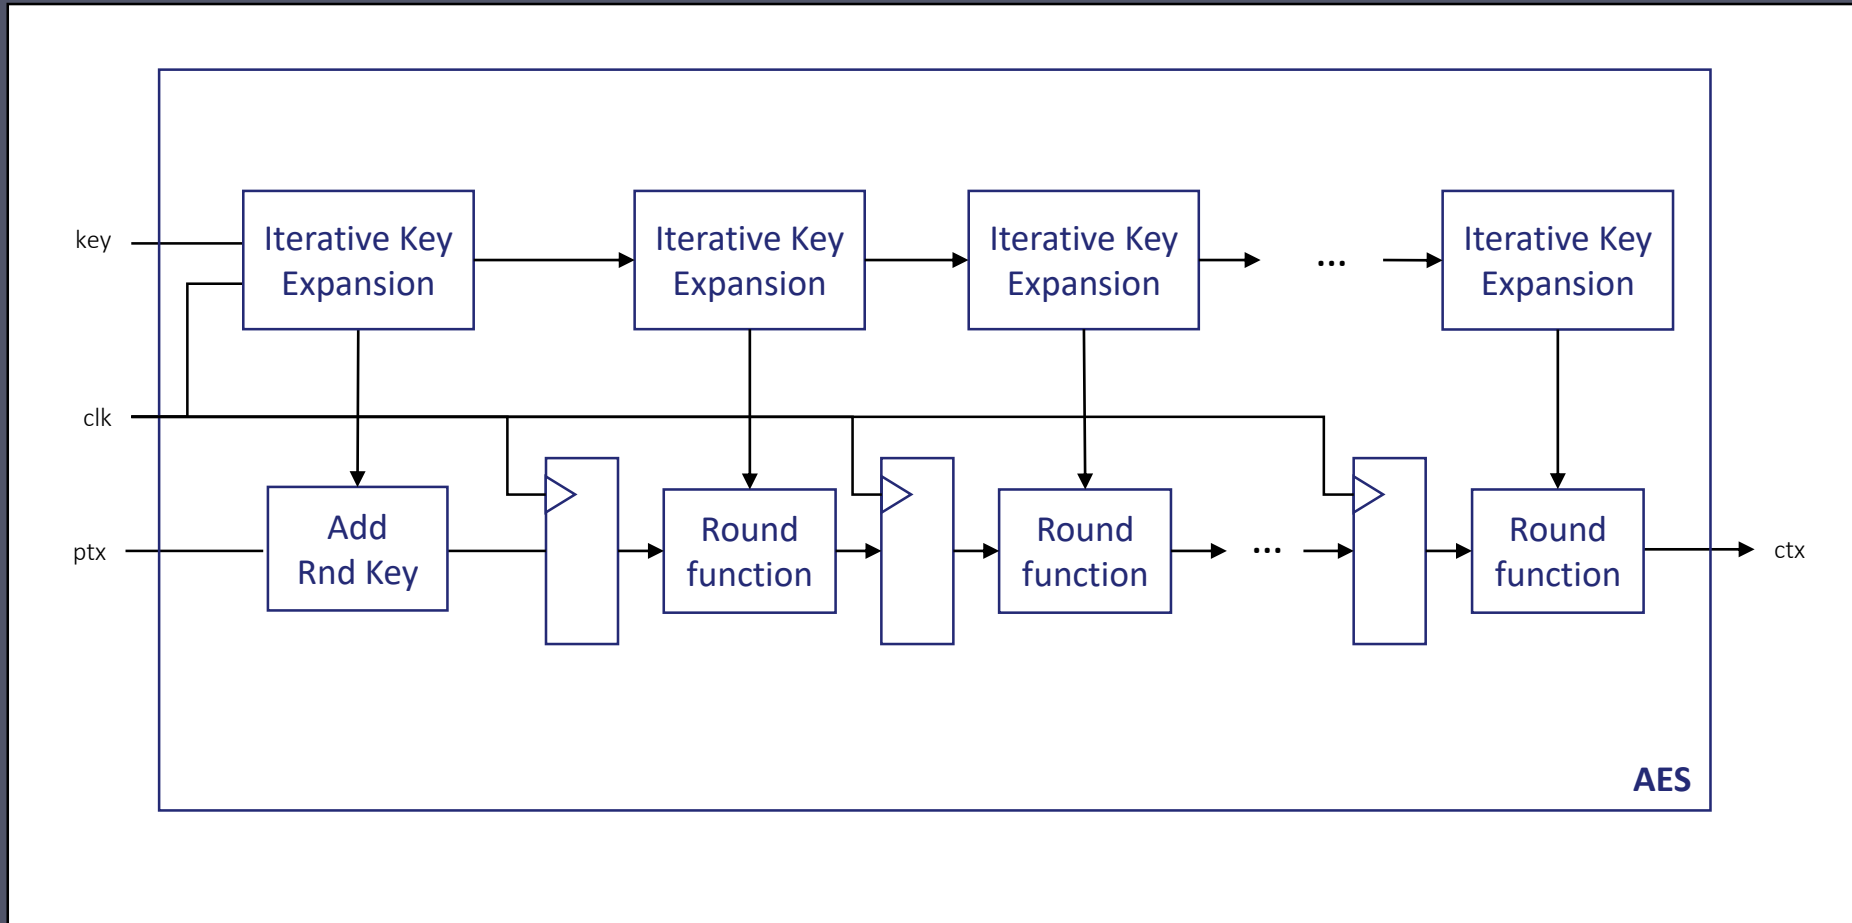 key
Iterative Key
Expansion
Iterative Key
Expansion
Iterative Key
Expansion
...
Iterative Key
Expansion
clk
ptx
Add
Rnd Key
Round
function
Round
function
...
Round
function
ctx
AES